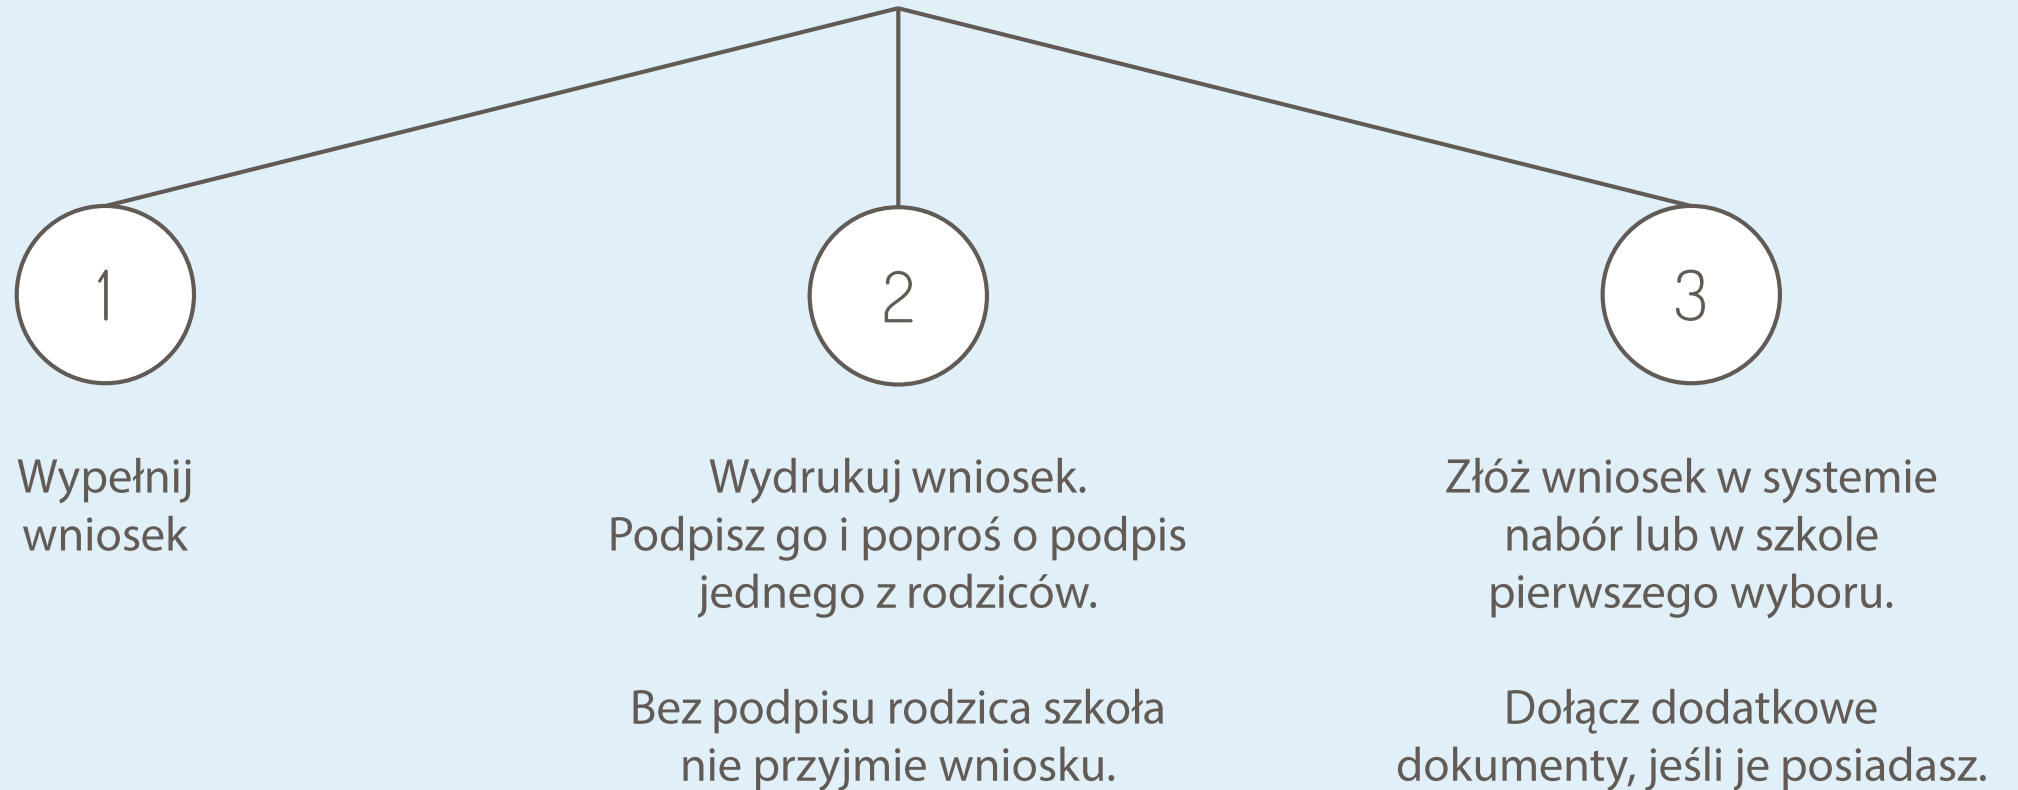 1
Wypełnij
wniosek
2
Wydrukuj wniosek.
Podpisz go i poproś o podpis
jednego z rodziców.
Bez podpisu rodzica szkoła
nie przyjmie wniosku.
3
Złóż wniosek w systemie
nabór lub w szkole
pierwszego wyboru.
Dołącz dodatkowe
dokumenty, jeśli je posiadasz.